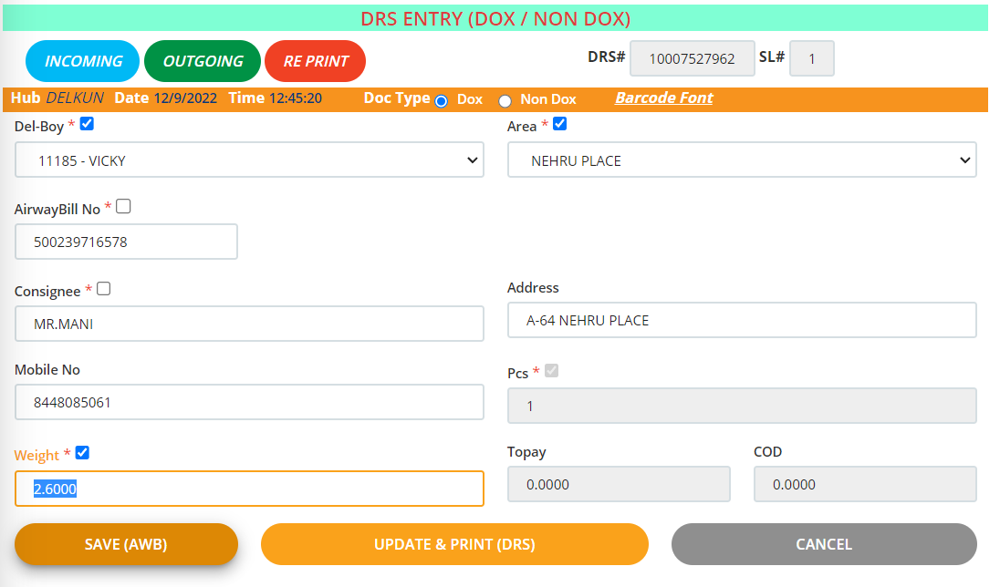 DRS ENTRY (DOX / NON DOX)
INCOMING OUTGOING RE PRINT DRS# 10007527962 SL# 1
Hub DELKUN Date 12/9/2022 Time 12:45:20 Doc Type Dox Non Dox Barcode Font
Del-Boy * Area *
11185 - VICKY NEHRU PLACE
AirwayBill No *
500239716578
Consignee * Address
MR.MANI A-64 NEHRU PLACE
Mobile No Pcs *
8448085061 1
Weight * Topay COD
2.6000 0.0000 0.0000
SAVE (AWB) UPDATE & PRINT (DRS) CANCEL